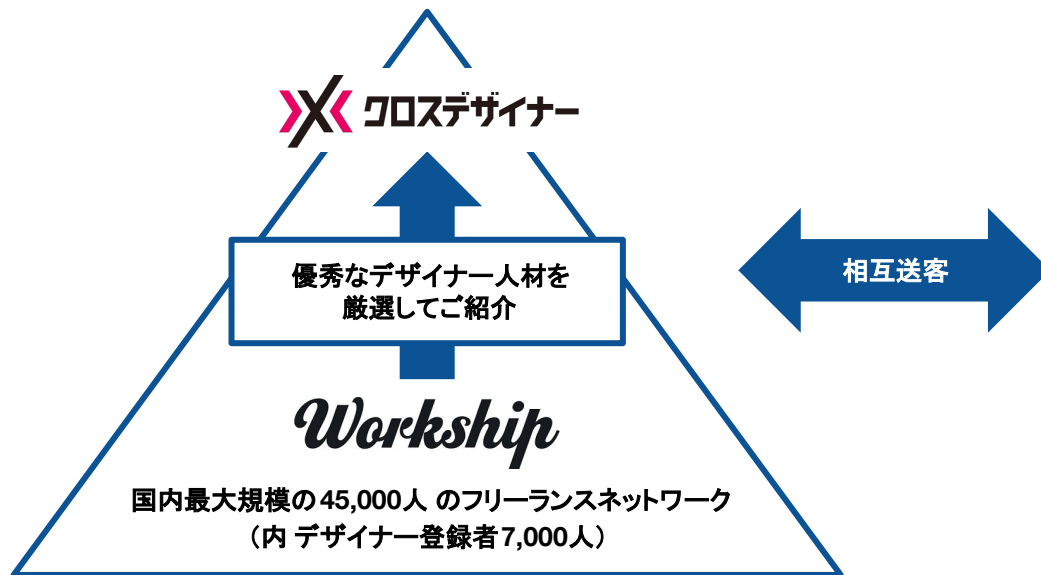 クロスデザイナー
優秀なデザイナー人材を
厳選してご紹介
相互送客
Workship
国内最大規模の45,000人 のフリーランスネットワーク
（内 デザイナー登録者7,000人）